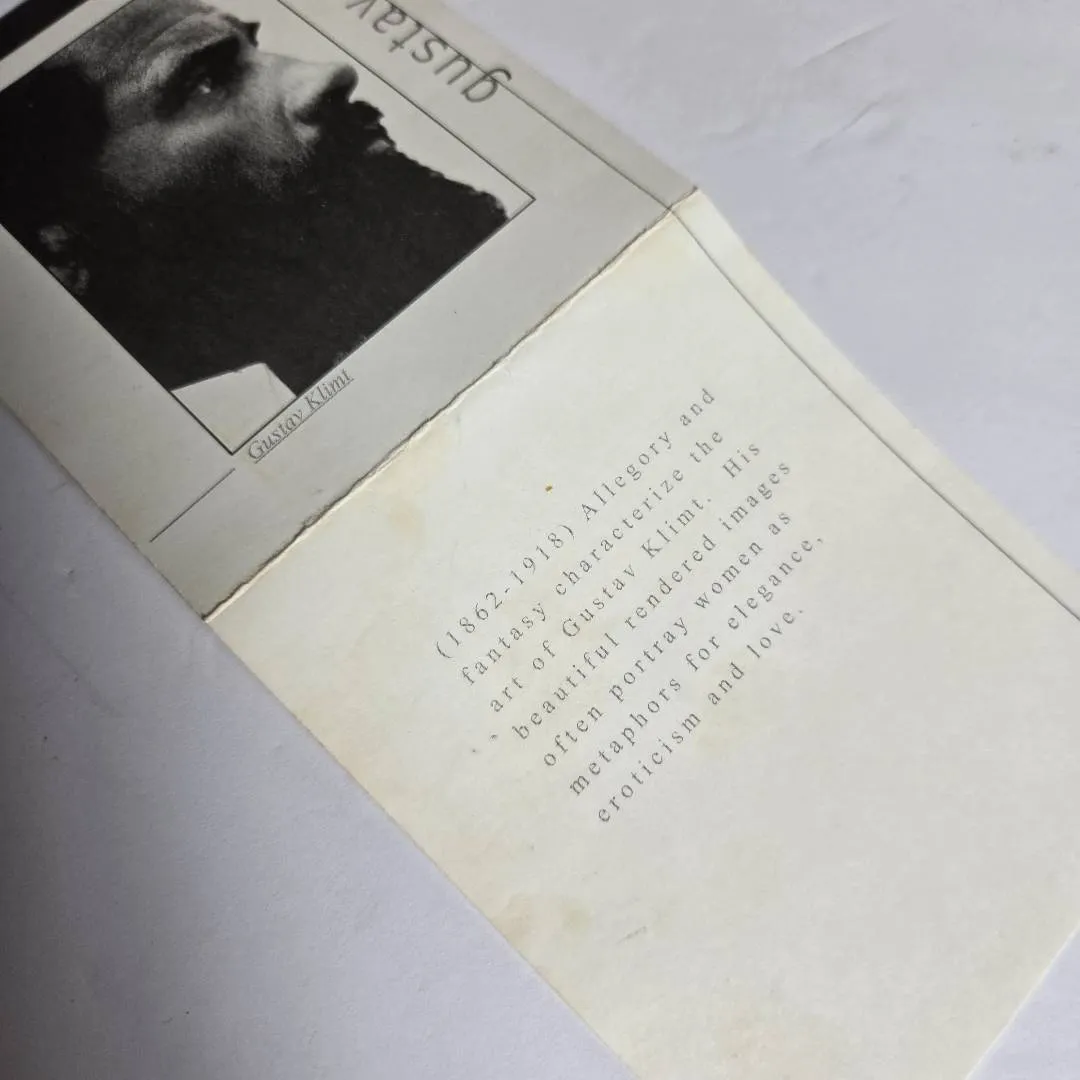 gustav
Gustav Klimt
(1862-1918) Allegory and
fantasy characterize the
art of Gustav Klimt. His
beautiful rendered images
often portray women as
metaphors for elegance,
eroticism and love.